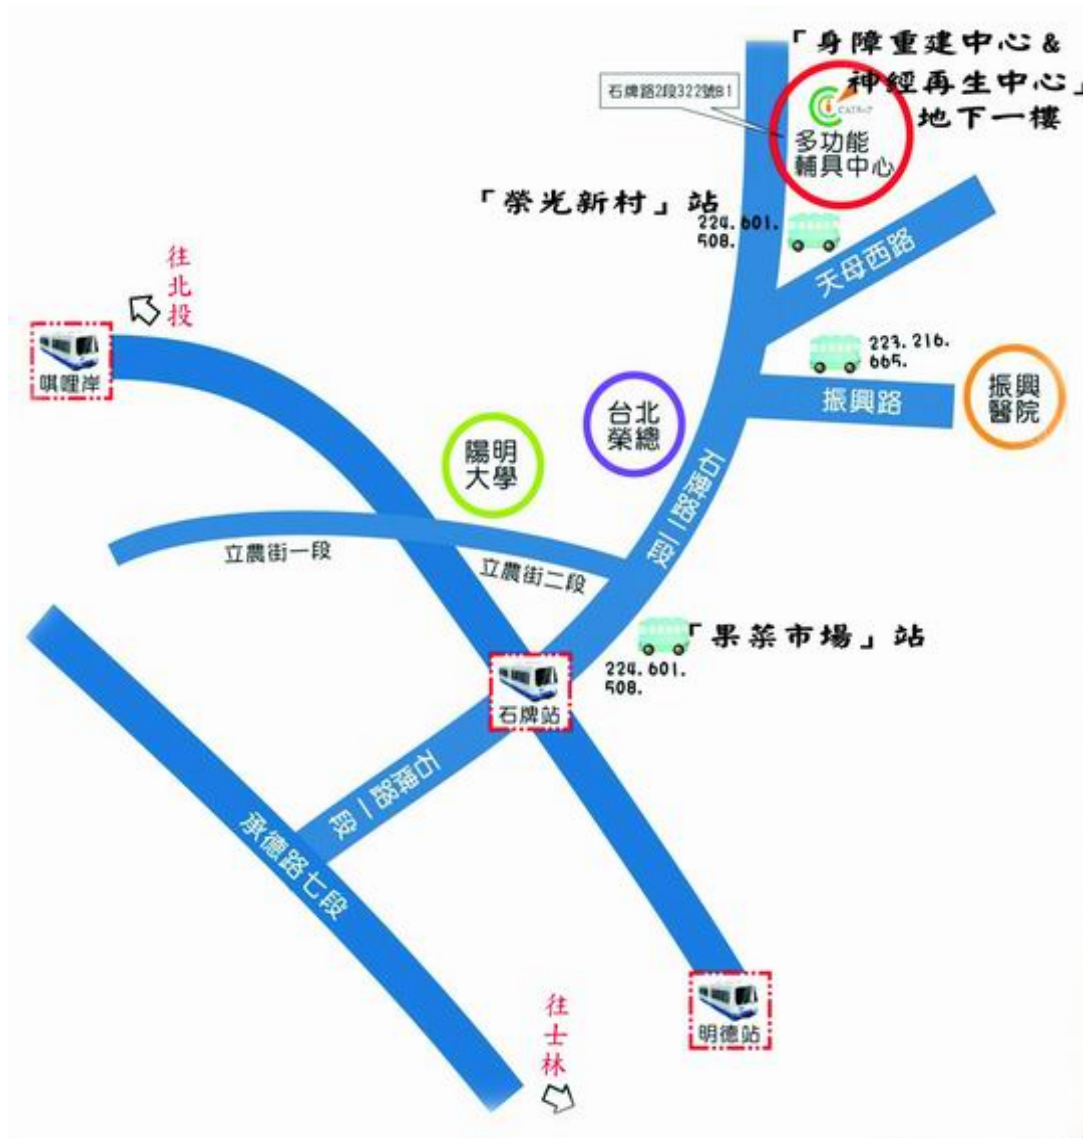 「身障重建中心&
神經再生中心」
地下一樓
石牌路2段322號B1
多功能
輔具中心
「榮光新村」站
224.601.
508.
天母西路
往北投
唭哩岸
223.216.
665.
振興路
振興
醫院
台北
榮總
陽明
大學
石牌路二段
立農街一段
立農街二段
「果菜市場」站
224.601.
508.
石牌站
石牌路一段
承德路七段
往士林
明德站